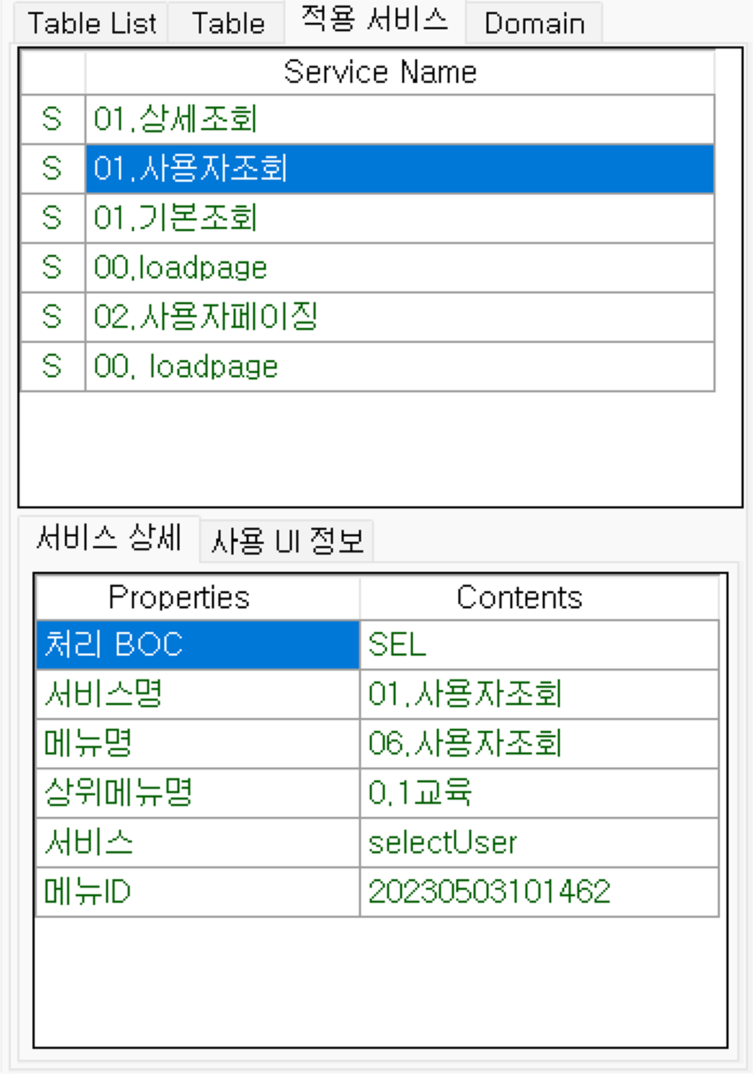 Table List Table 적용 서비스 Domain
Service Name
S 01.상세조회
S 01.사용자조회
S 01.기본조회
S 00.loadpage
S 02.사용자페이징
S 00. loadpage
서비스 상세 사용 UI 정보
Properties Contents
처리 BOC SEL
서비스명 01.사용자조회
메뉴명 06.사용자조회
상위메뉴명 0.1교육
서비스 selectUser
메뉴ID 20230503101462